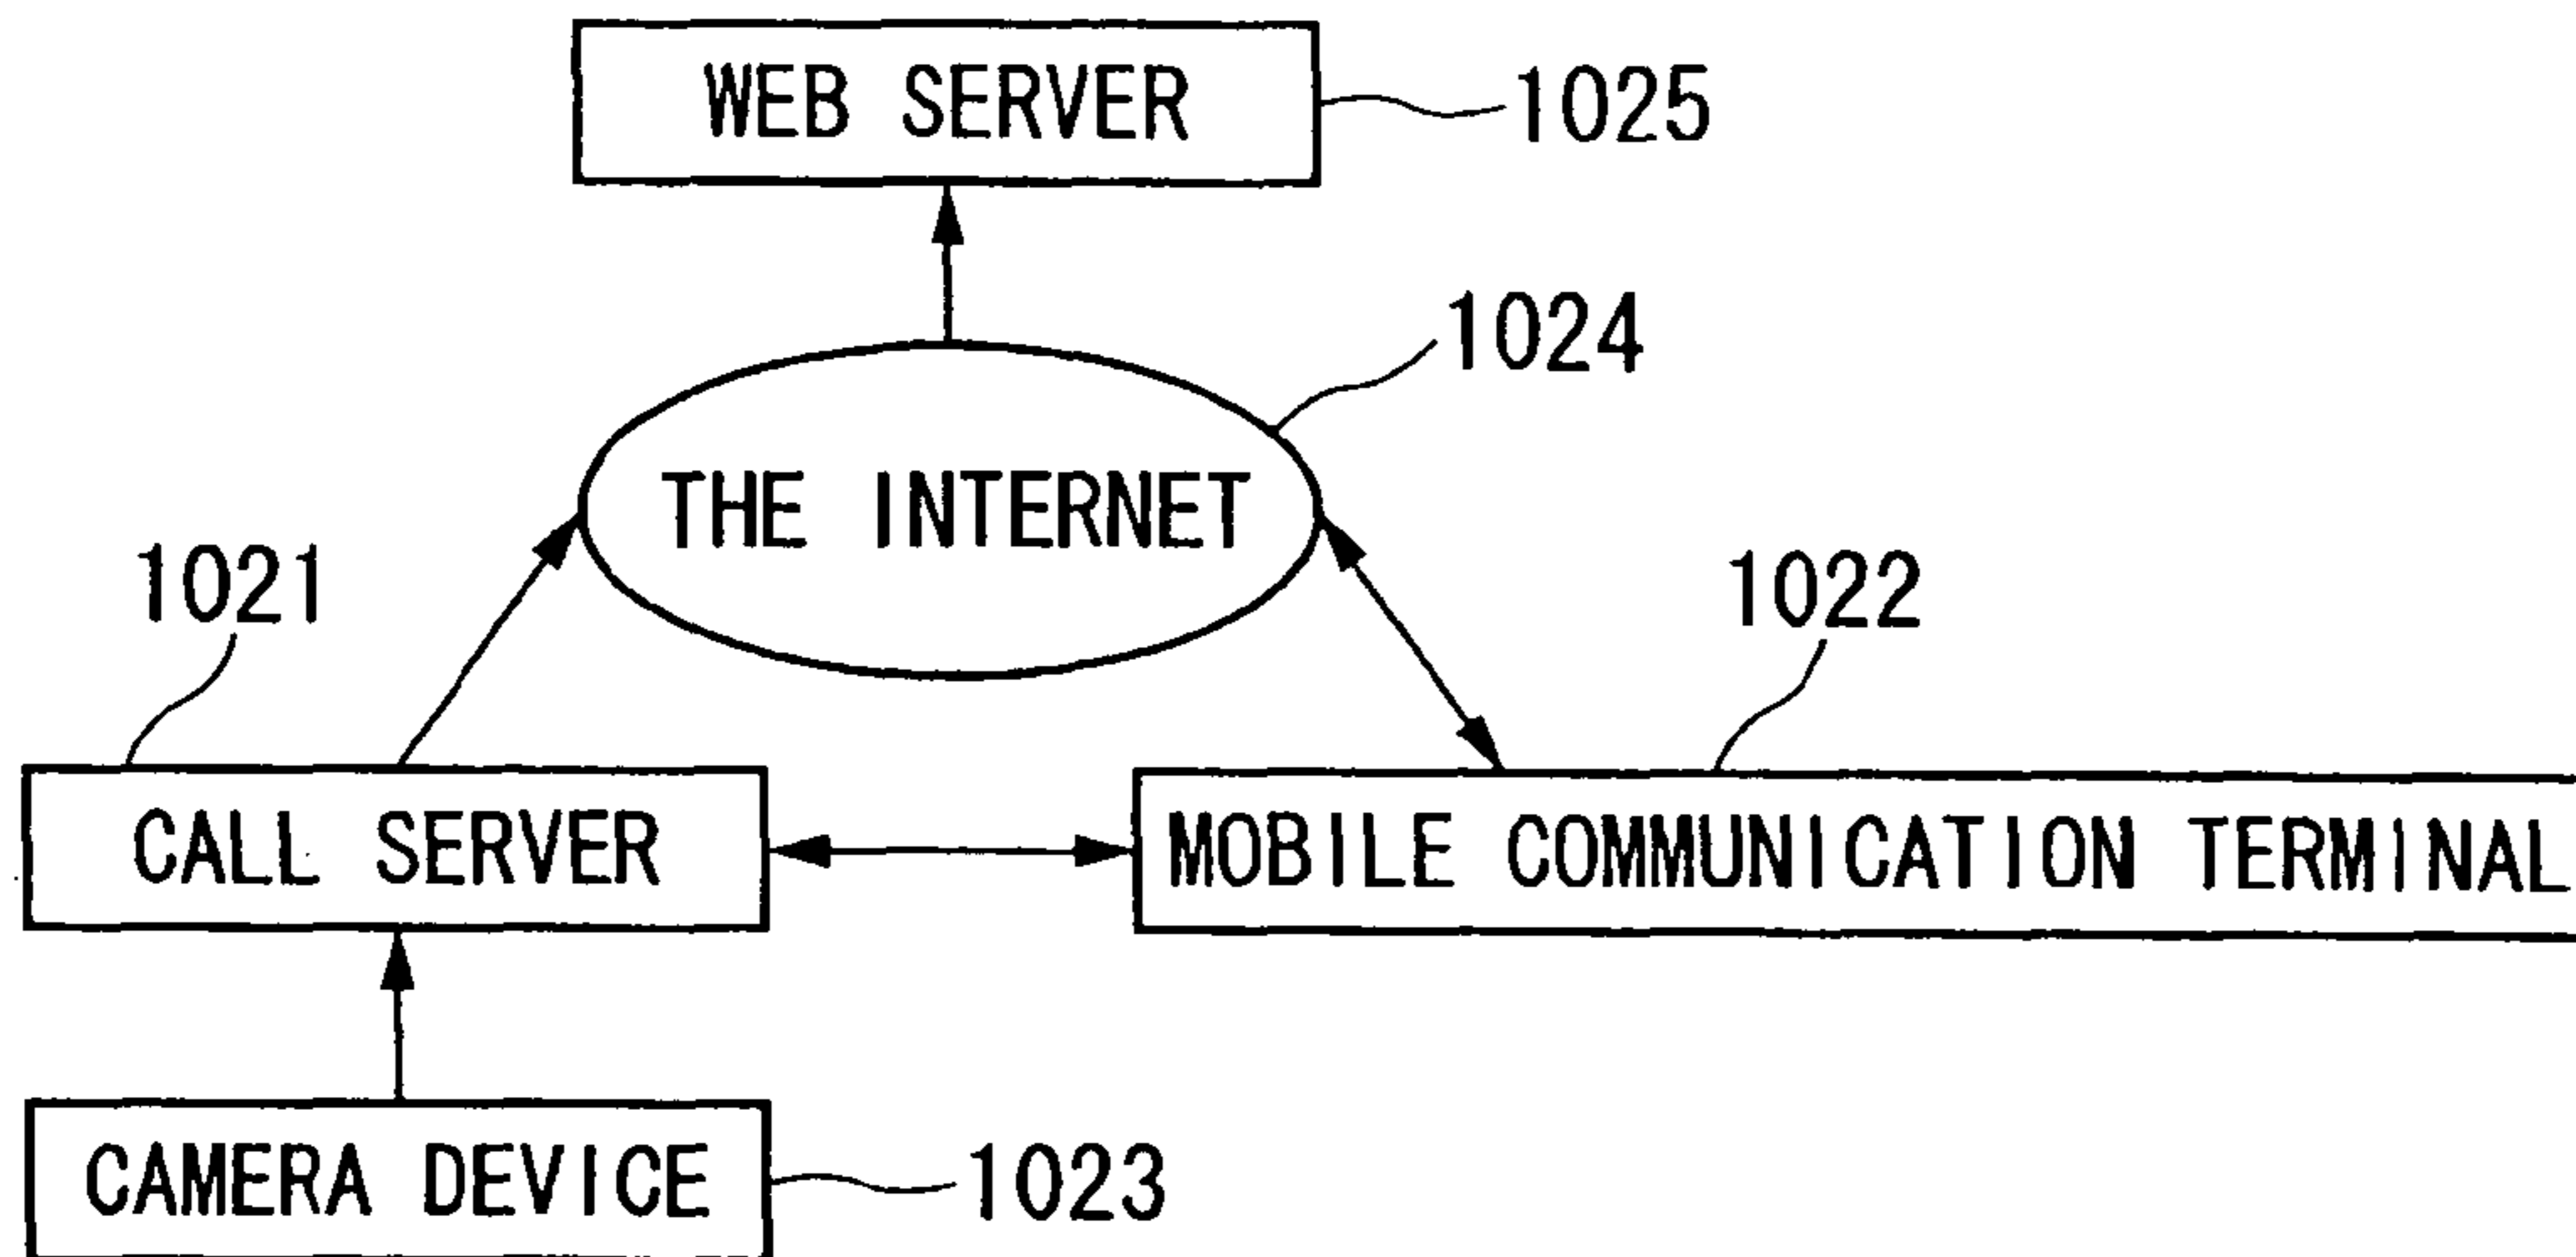 WEB SERVER
1025
1024
THE INTERNET
1021
1022
CALL SERVER
MOBILE COMMUNICATION TERMINAL
CAMERA DEVICE
1023